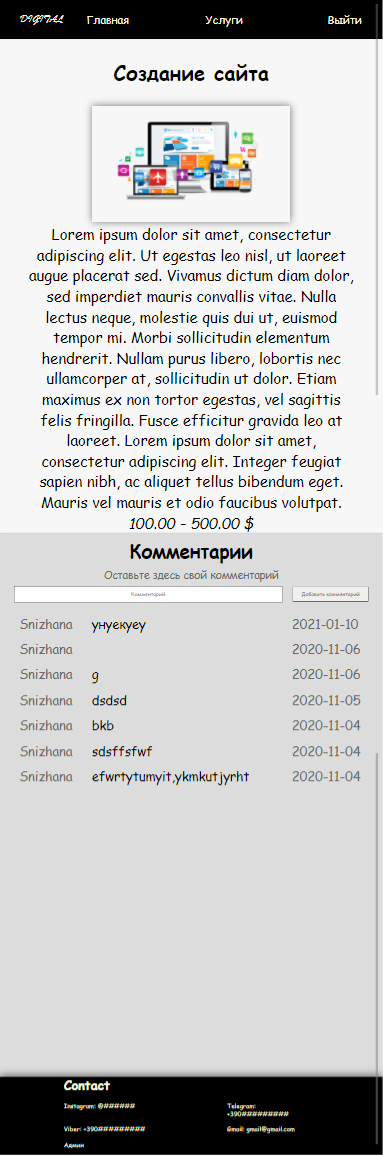 DIGITAL Главная Услуги Выйти
Создание сайта
Lorem ipsum dolor sit amet, consectetur
adipiscing elit. Ut egestas leo nisl, ut laoreet
augue placerat sed. Vivamus dictum diam dolor,
sed imperdiet mauris convallis vitae. Nulla
lectus neque, molestie quis dui ut, euismod
tempor mi. Morbi sollicitudin elementum
hendrerit. Nullam purus libero, lobortis nec
ullamcorper at, sollicitudin ut dolor. Etiam
maximus ex non tortor egestas, vel sagittis
felis fringilla. Fusce efficitur gravida leo at
laoreet. Lorem ipsum dolor sit amet,
consectetur adipiscing elit. Integer feugiat
sapien nibh, ac aliquet tellus bibendum eget.
Mauris vel mauris et odio faucibus volutpat.
100.00 - 500.00 $
Комментарии
Оставьте здесь свой комментарий
Комментарий Добавить комментарий
Snizhana унуекуеу 2021-01-10
Snizhana 2020-11-06
Snizhana g 2020-11-06
Snizhana dsdsd 2020-11-05
Snizhana bkb 2020-11-04
Snizhana sdsffsfwf 2020-11-04
Snizhana efwrtytumyit,ykmkutjyrht 2020-11-04
Contact
Instagram: @###### Telegram:
+390#########
Viber: +390######### Gmail: gmail@gmail.com
Админ